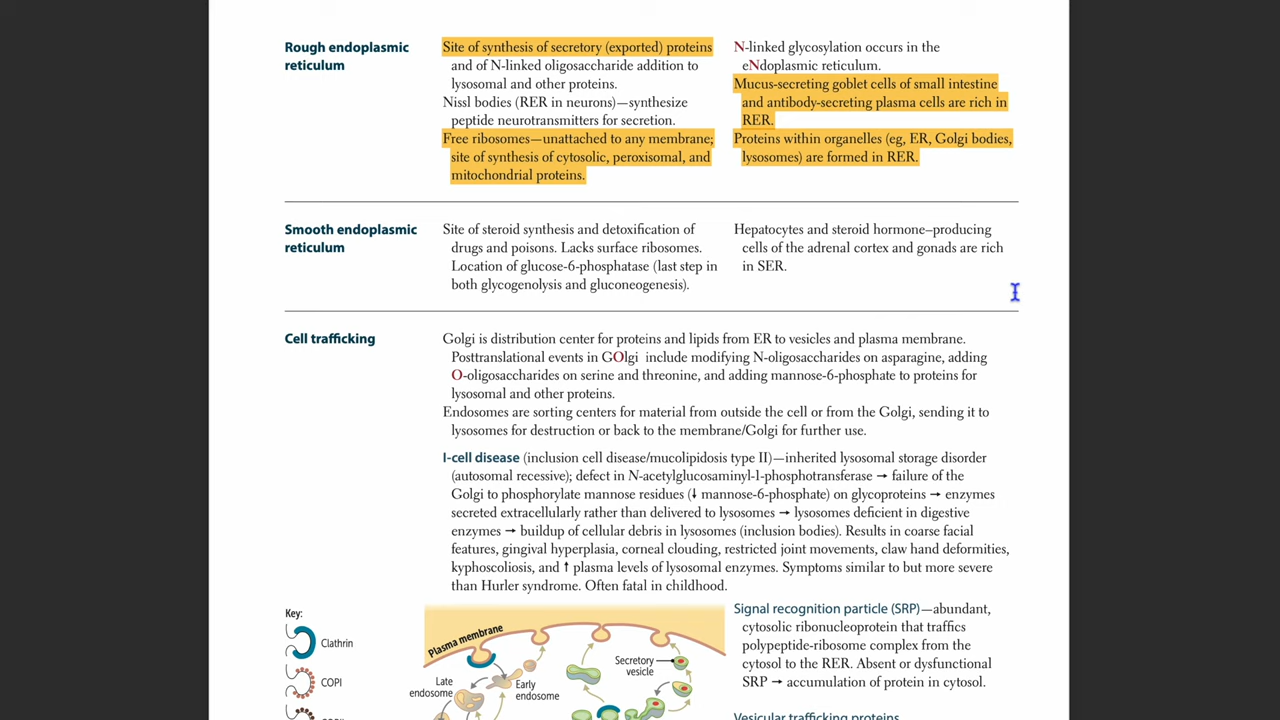 Rough endoplasmic
reticulum
Site of synthesis of secretory (exported) proteins
and of N-linked oligosaccharide addition to
lysosomal and other proteins.
Nissl bodies (RER in neurons)—synthesize
peptide neurotransmitters for secretion.
Free ribosomes—unattached to any membrane;
site of synthesis of cytosolic, peroxisomal, and
mitochondrial proteins.
N-linked glycosylation occurs in the
eNdoplasmic reticulum.
Mucus-secreting goblet cells of small intestine
and antibody-secreting plasma cells are rich in
RER.
Proteins within organelles (eg, ER, Golgi bodies,
lysosomes) are formed in RER.
Smooth endoplasmic
reticulum
Site of steroid synthesis and detoxification of
drugs and poisons. Lacks surface ribosomes.
Location of glucose-6-phosphatase (last step in
both glycogenolysis and gluconeogenesis).
Hepatocytes and steroid hormone–producing
cells of the adrenal cortex and gonads are rich
in SER.
Cell trafficking
Golgi is distribution center for proteins and lipids from ER to vesicles and plasma membrane.
Posttranslational events in GOlgi include modifying N-oligosaccharides on asparagine, adding
O-oligosaccharides on serine and threonine, and adding mannose-6-phosphate to proteins for
lysosomal and other proteins.
Endosomes are sorting centers for material from outside the cell or from the Golgi, sending it to
lysosomes for destruction or back to the membrane/Golgi for further use.
I-cell disease (inclusion cell disease/mucolipidosis type II)—inherited lysosomal storage disorder
(autosomal recessive); defect in N-acetylglucosaminyl-1-phosphotransferase → failure of the
Golgi to phosphorylate mannose residues (↓ mannose-6-phosphate) on glycoproteins → enzymes
secreted extracellularly rather than delivered to lysosomes → lysosomes deficient in digestive
enzymes → buildup of cellular debris in lysosomes (inclusion bodies). Results in coarse facial
features, gingival hyperplasia, corneal clouding, restricted joint movements, claw hand deformities,
kyphoscoliosis, and ↑ plasma levels of lysosomal enzymes. Symptoms similar to but more severe
than Hurler syndrome. Often fatal in childhood.
Key:
Clathrin
COPI
Plasma membrane
Late
endosome
Early
endosome
Secretory
vesicle
Signal recognition particle (SRP)—abundant,
cytosolic ribonucleoprotein that traffics
polypeptide-ribosome complex from the
cytosol to the RER. Absent or dysfunctional
SRP → accumulation of protein in cytosol.
Vesicular trafficking proteins